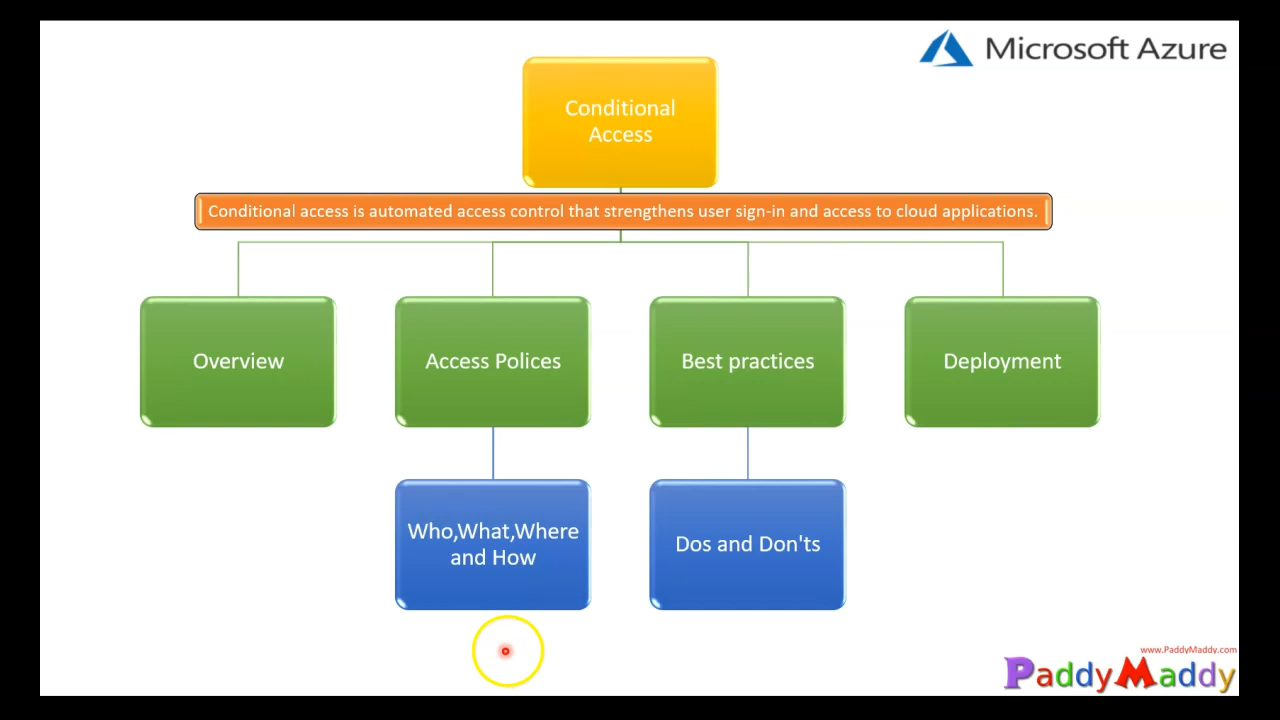 Microsoft Azure
Conditional
Access
Conditional access is automated access control that strengthens user sign-in and access to cloud applications.
Overview
Access Polices
Best practices
Deployment
Who,What,Where
and How
Dos and Don'ts
www.PaddyMaddy.com
PaddyMaddy